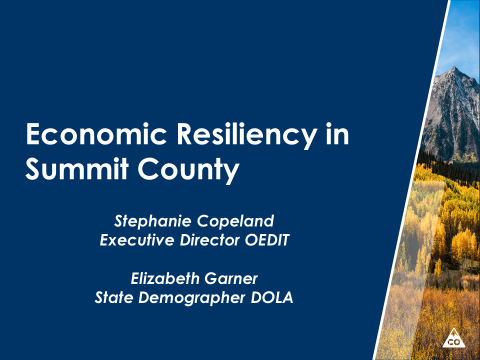 Economic Resiliency in
Summit County
Stephanie Copeland
Executive Director OEDIT
Elizabeth Garner
State Demographer DOLA
CO